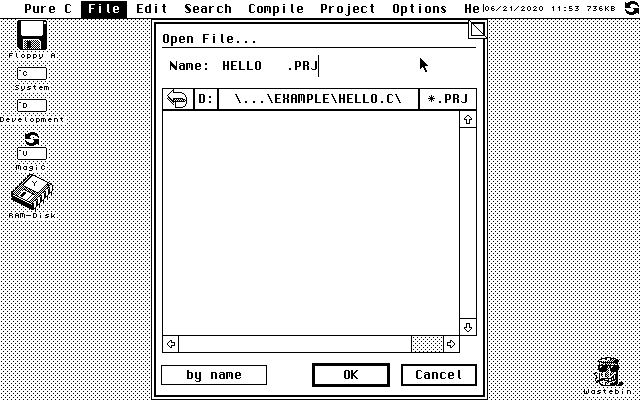 Pure C File Edit Search Compile Project Options He 06/21/2020 11:53 736KB
Floppy A
C
System
D
Development
V
Magic
Y
RAM-Disk
Open File...
Name: HELLO .PRJ
D: \...\EXAMPLE\HELLO.C\ *.PRJ
by name OK Cancel
Wastebin